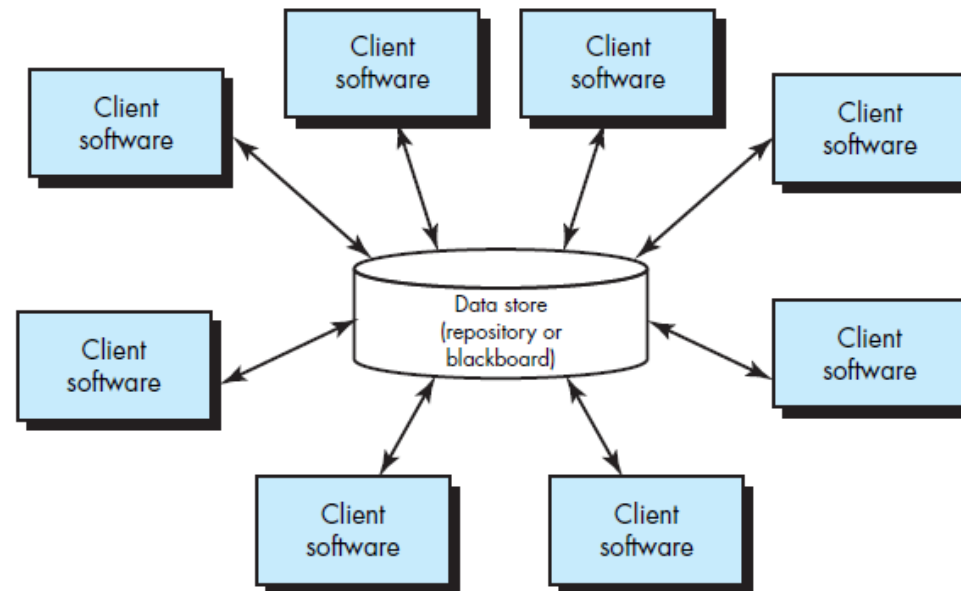 Client
software
Client
software
Client
software
Client
software
Data store
(repository or
blackboard)
Client
software
Client
software
Client
software
Client
software